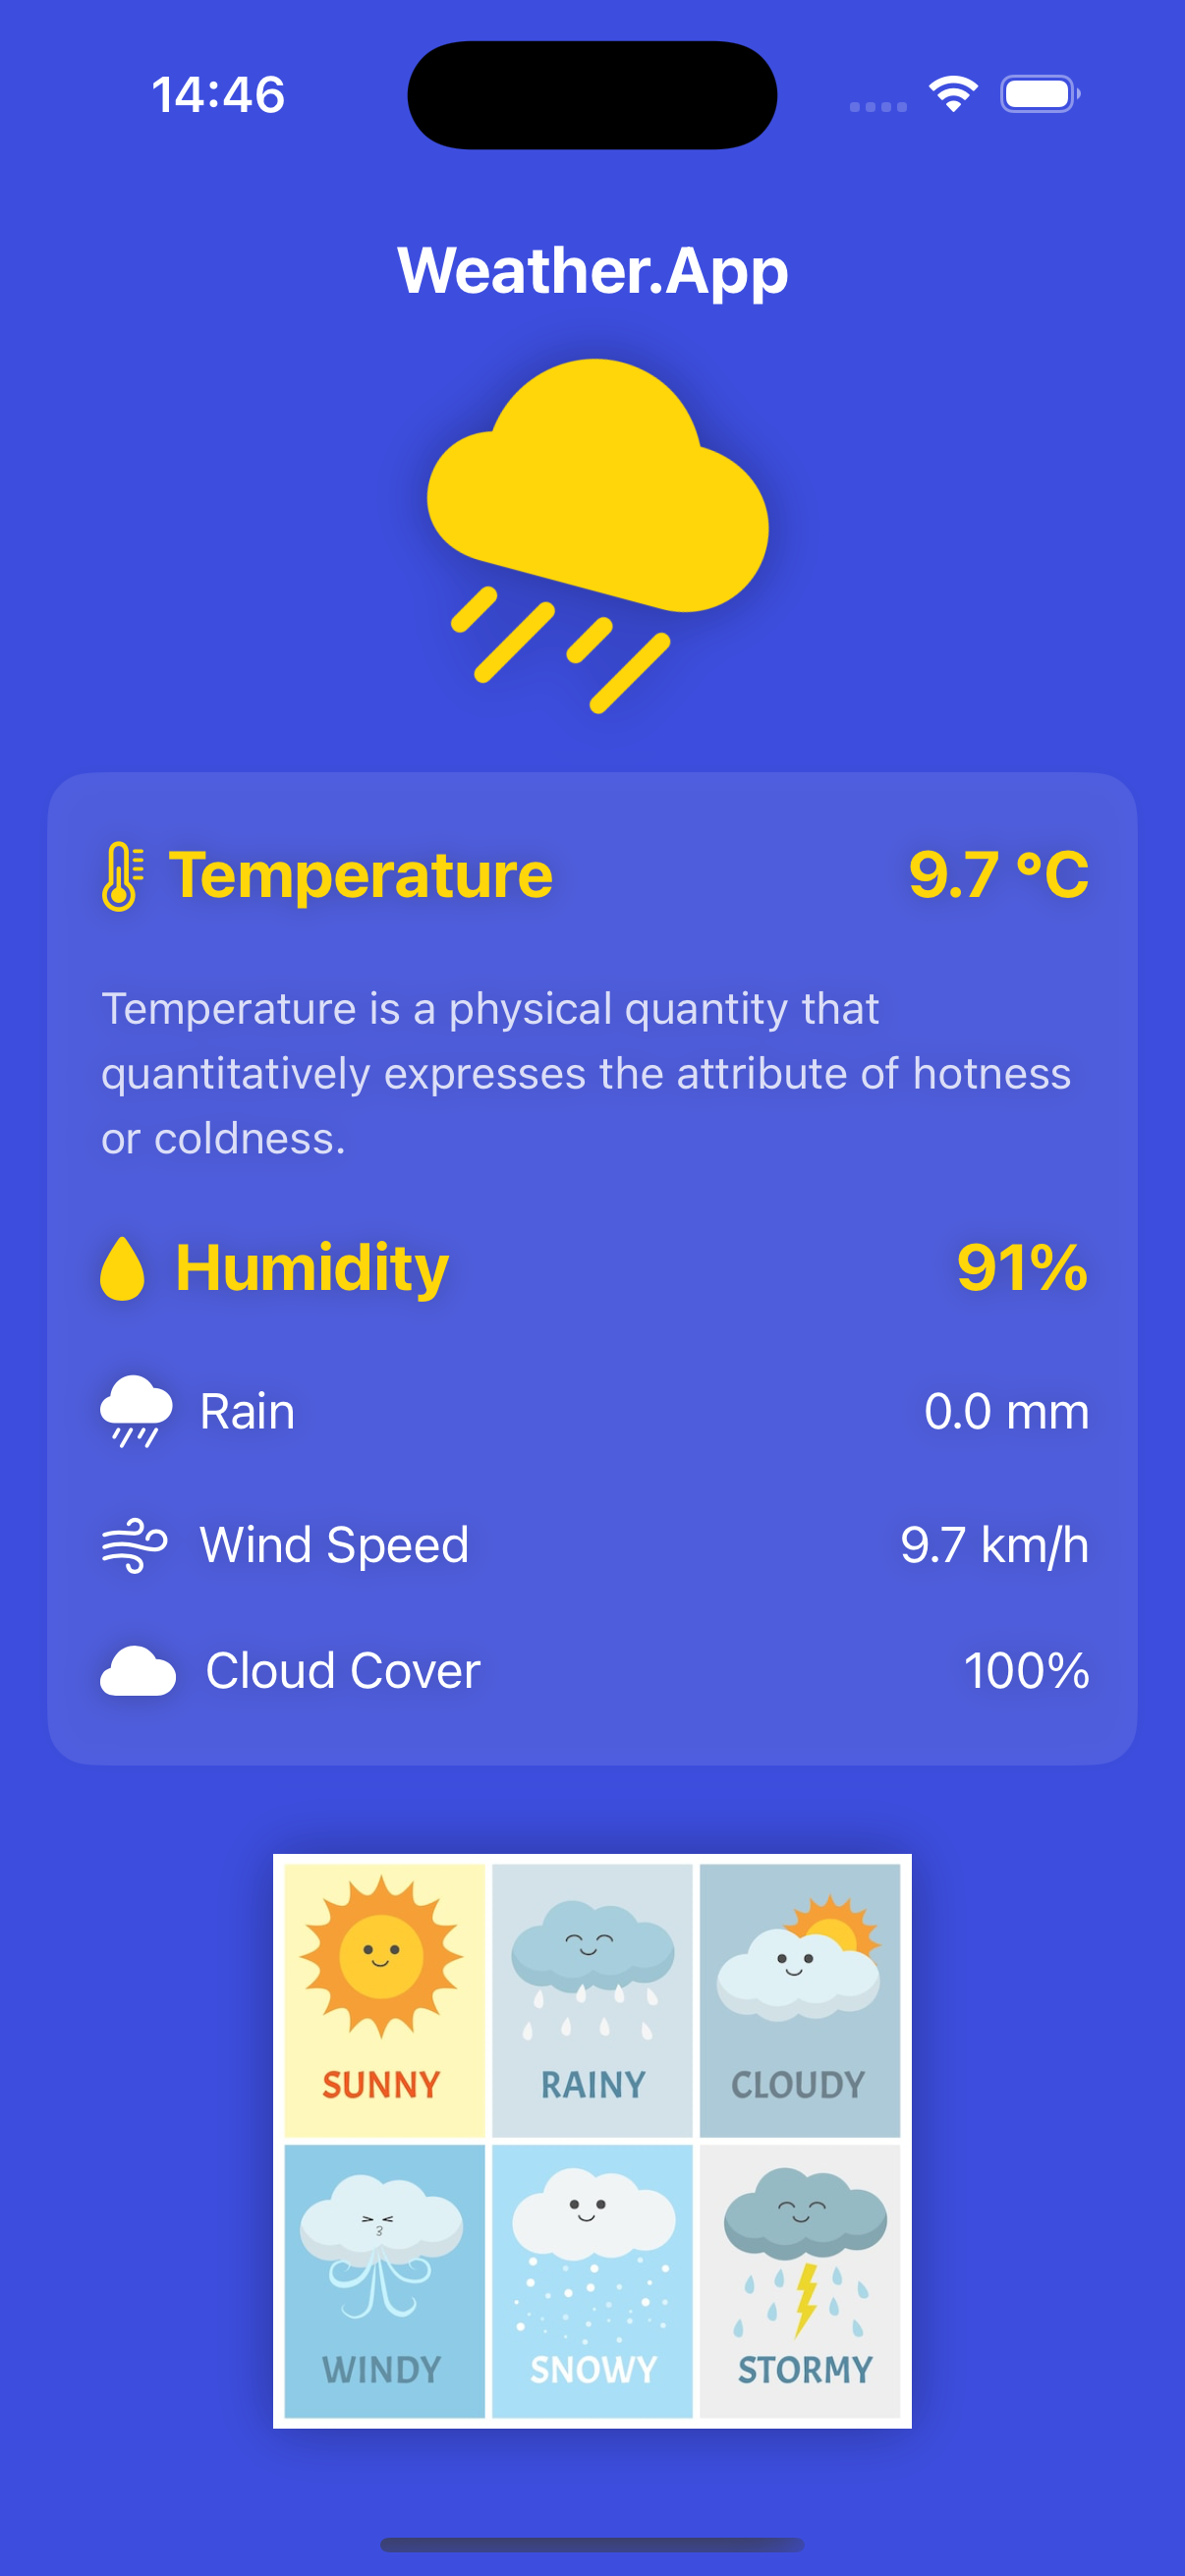 14:46
Weather.App
Temperature 9.7 °C
Temperature is a physical quantity that
quantitatively expresses the attribute of hotness
or coldness.
Humidity 91%
Rain 0.0 mm
Wind Speed 9.7 km/h
Cloud Cover 100%
SUNNY RAINY CLOUDY
WINDY SNOWY STORMY